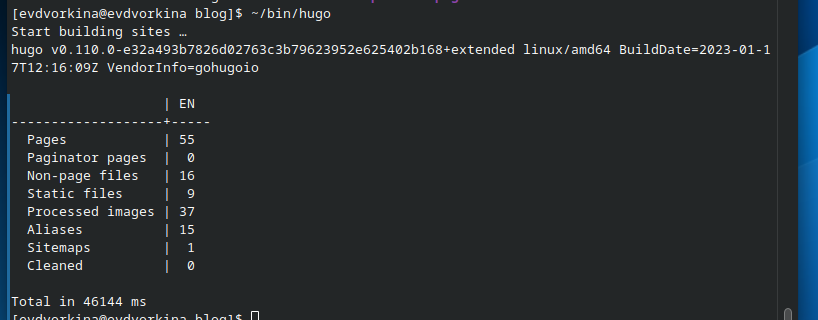 [evdvorkina@evdvorkina blog]$ ~/bin/hugo
Start building sites …
hugo v0.110.0-e32a493b7826d02763c3b79623952e625402b168+extended linux/amd64 BuildDate=2023-01-1
7T12:16:09Z VendorInfo=gohugoio
| EN
-------------------+-----
Pages | 55
Paginator pages | 0
Non-page files | 16
Static files | 9
Processed images | 37
Aliases | 15
Sitemaps | 1
Cleaned | 0
Total in 46144 ms
[evdvorkina@evdvorkina blog]$